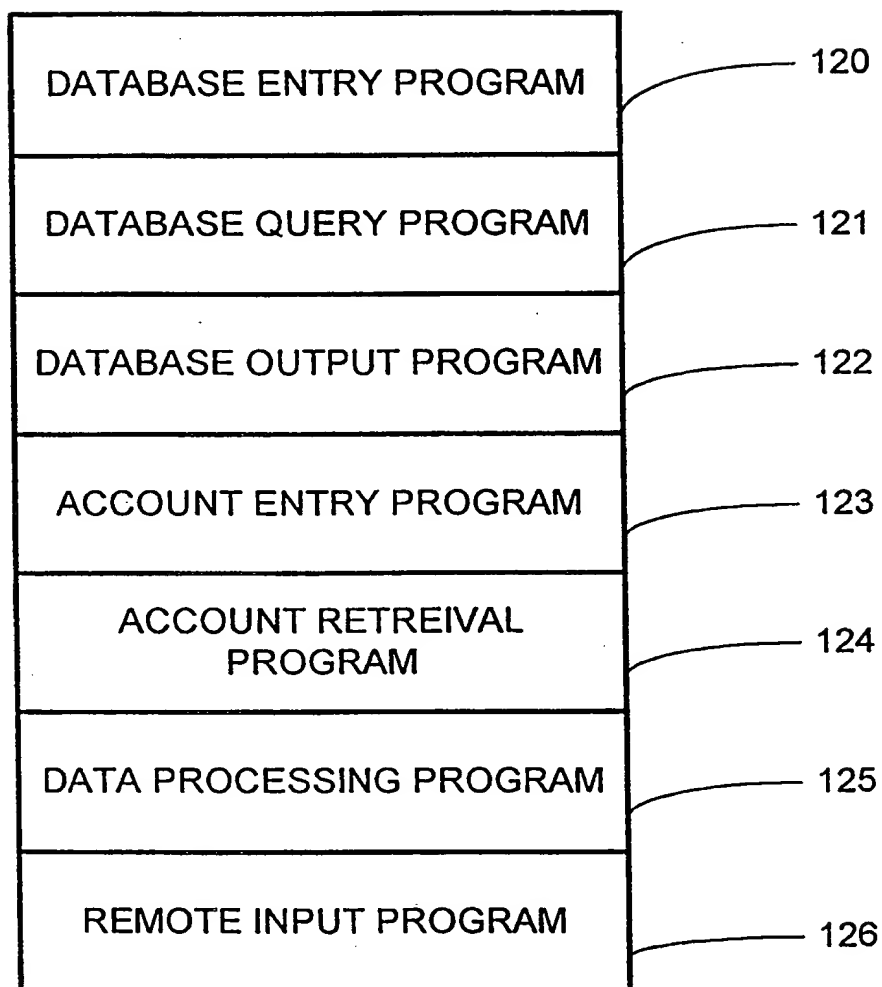 DATABASE ENTRY PROGRAM
120
DATABASE QUERY PROGRAM
121
DATABASE OUTPUT PROGRAM
122
ACCOUNT ENTRY PROGRAM
123
ACCOUNT RETREIVAL
PROGRAM
124
DATA PROCESSING PROGRAM
125
REMOTE INPUT PROGRAM
126